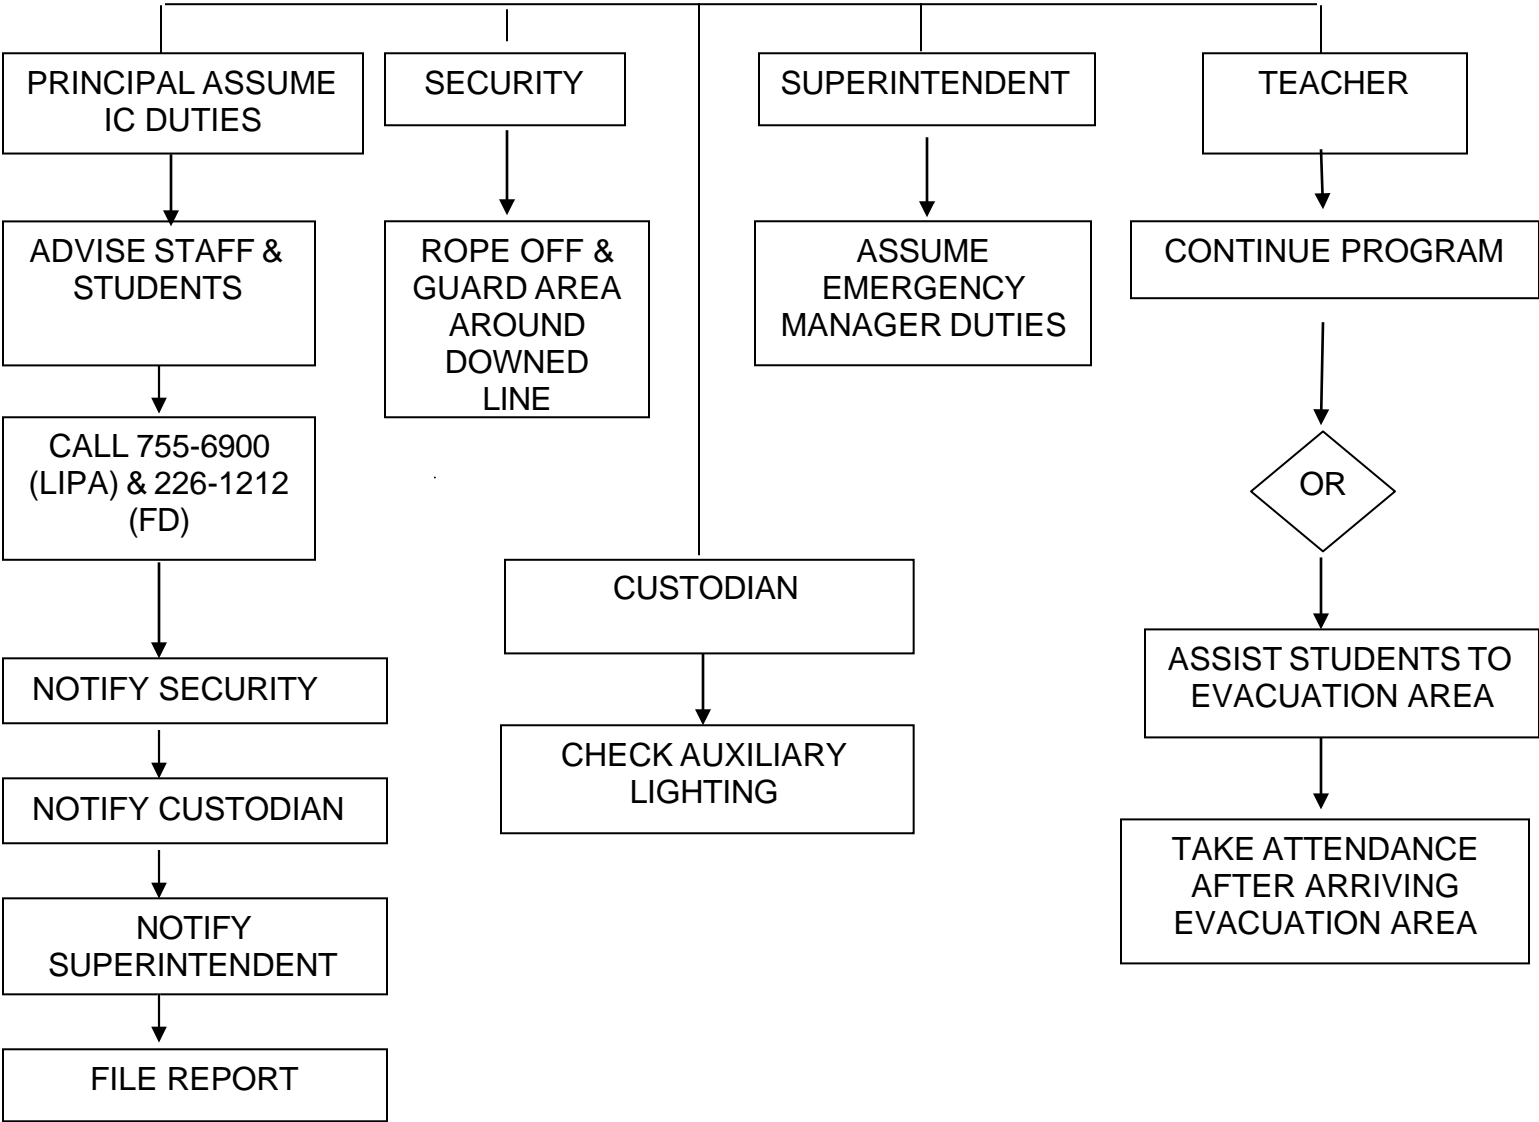 PRINCIPAL ASSUME
IC DUTIES
ADVISE STAFF &
STUDENTS
CALL 755-6900
(LIPA) & 226-1212
(FD)
NOTIFY SECURITY
NOTIFY CUSTODIAN
NOTIFY
SUPERINTENDENT
FILE REPORT
SECURITY
ROPE OFF &
GUARD AREA
AROUND
DOWNED
LINE
CUSTODIAN
CHECK AUXILIARY
LIGHTING
SUPERINTENDENT
ASSUME
EMERGENCY
MANAGER DUTIES
TEACHER
CONTINUE PROGRAM
OR
ASSIST STUDENTS TO
EVACUATION AREA
TAKE ATTENDANCE
AFTER ARRIVING
EVACUATION AREA